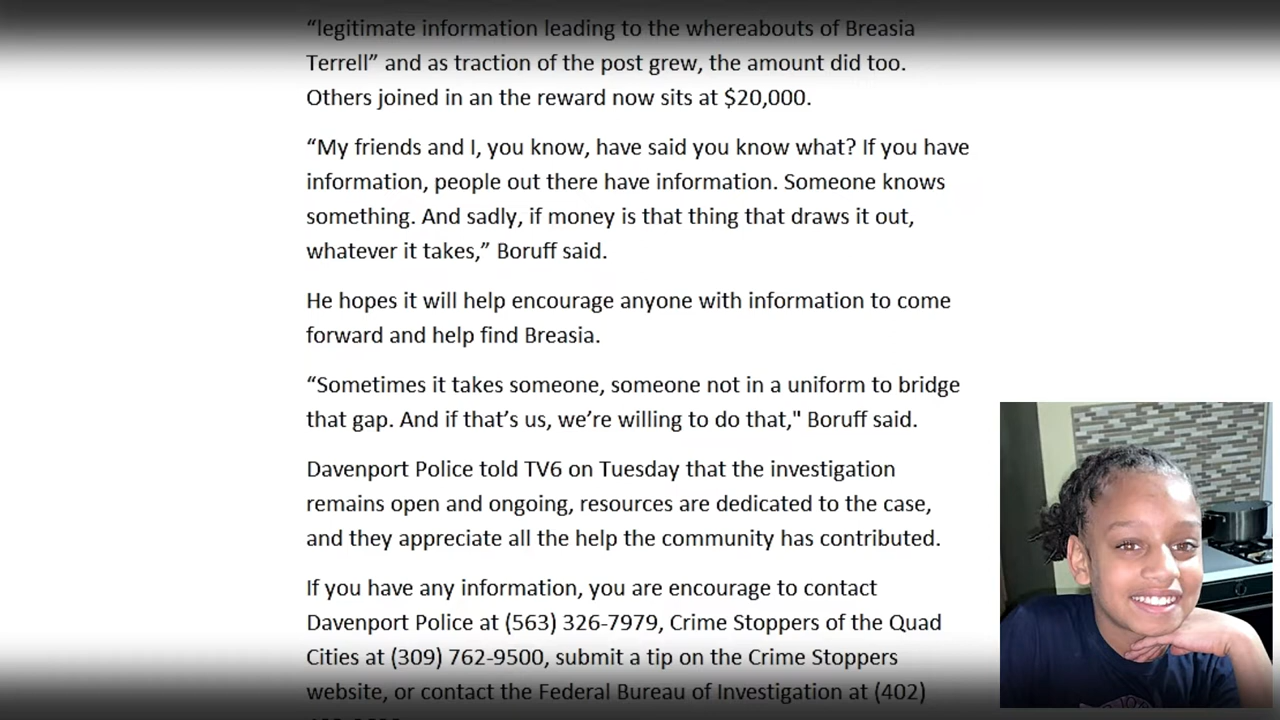 “legitimate information leading to the whereabouts of Breasia
Terrell” and as traction of the post grew, the amount did too.
Others joined in an the reward now sits at $20,000.
“My friends and I, you know, have said you know what? If you have
information, people out there have information. Someone knows
something. And sadly, if money is that thing that draws it out,
whatever it takes,” Boruff said.
He hopes it will help encourage anyone with information to come
forward and help find Breasia.
“Sometimes it takes someone, someone not in a uniform to bridge
that gap. And if that’s us, we’re willing to do that," Boruff said.
Davenport Police told TV6 on Tuesday that the investigation
remains open and ongoing, resources are dedicated to the case,
and they appreciate all the help the community has contributed.
If you have any information, you are encourage to contact
Davenport Police at (563) 326-7979, Crime Stoppers of the Quad
Cities at (309) 762-9500, submit a tip on the Crime Stoppers
website, or contact the Federal Bureau of Investigation at (402)